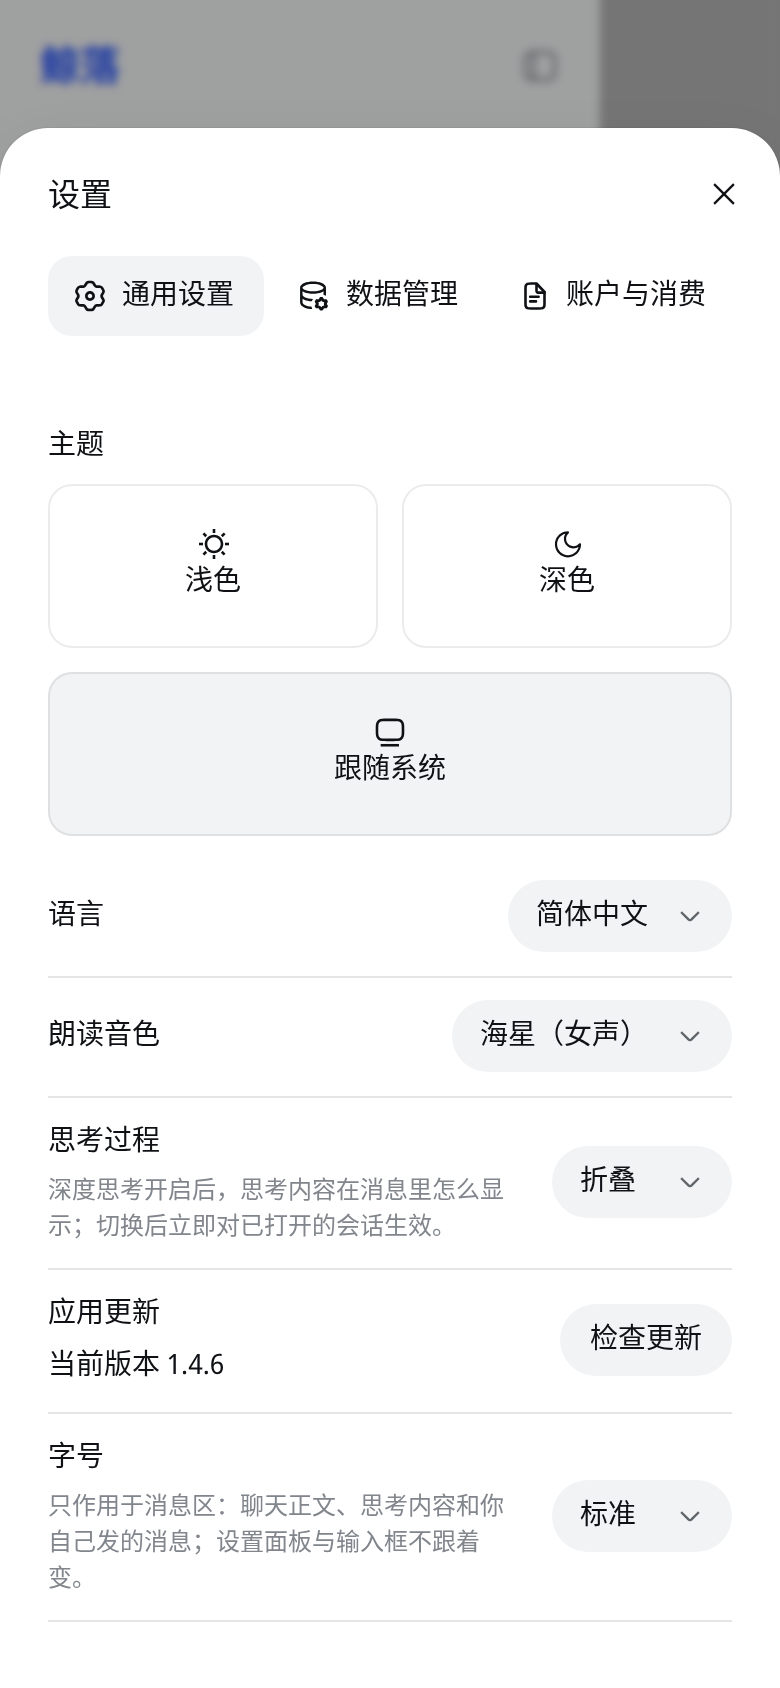 鲸落
设置
通用设置
数据管理
账户与消费
主题
浅色
深色
跟随系统
语言
简体中文
朗读音色
海星（女声）
思考过程
深度思考开启后，思考内容在消息里怎么显
示；切换后立即对已打开的会话生效。
折叠
应用更新
当前版本 1.4.6
检查更新
字号
只作用于消息区：聊天正文、思考内容和你
自己发的消息；设置面板与输入框不跟着
变。
标准